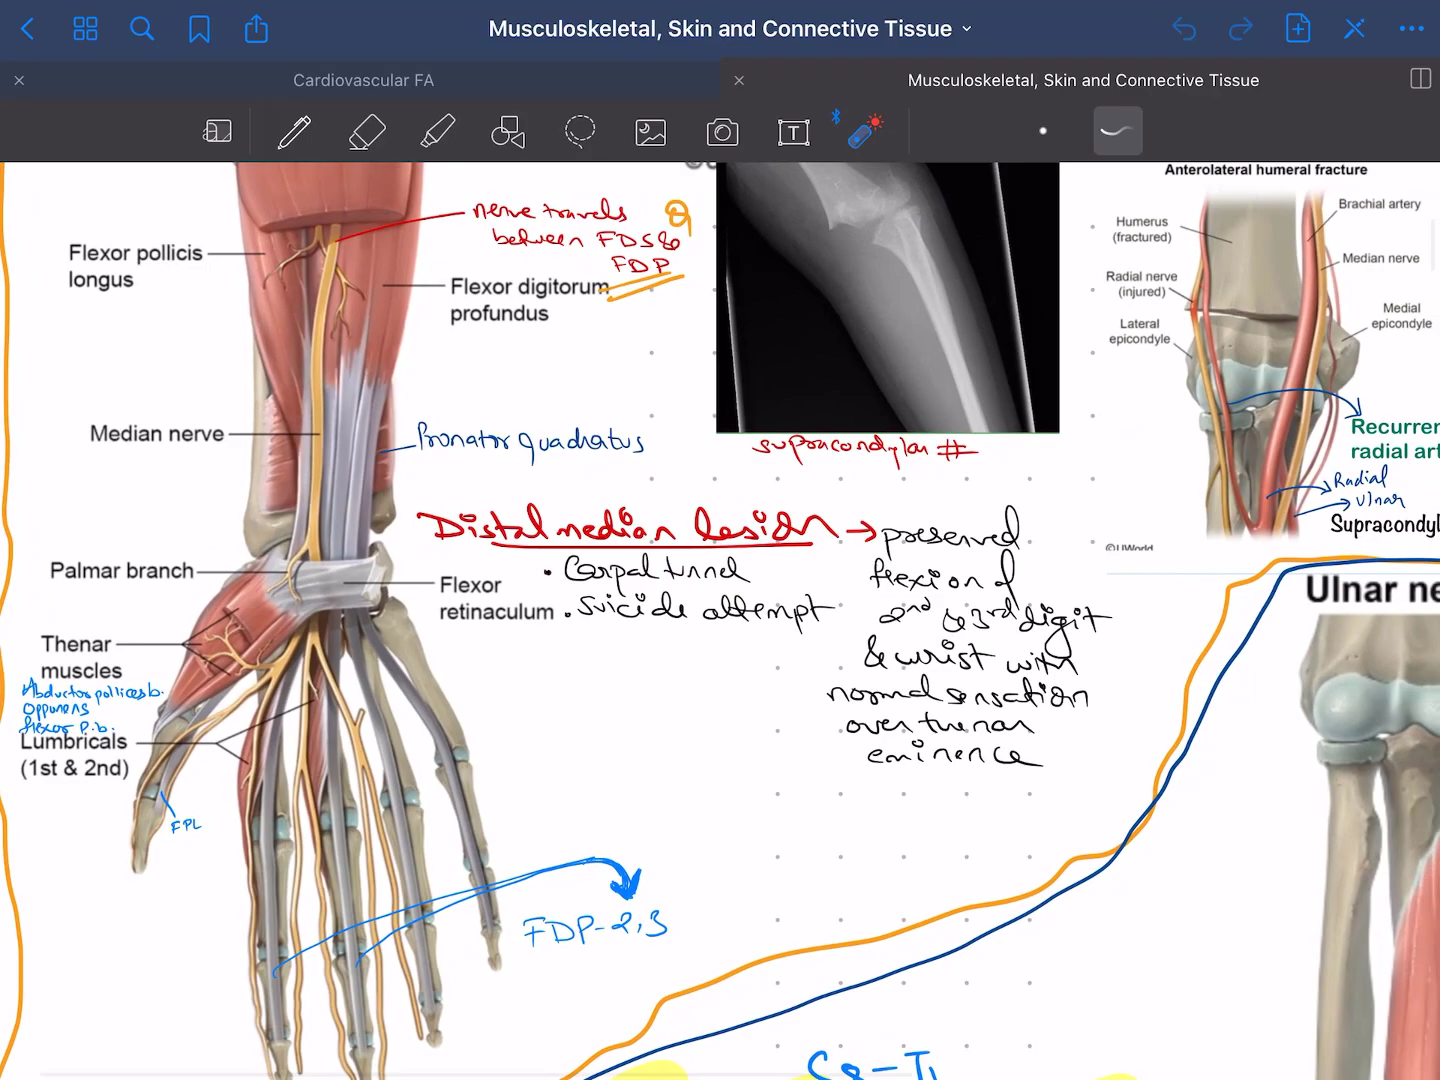 Musculoskeletal, Skin and Connective Tissue
Cardiovascular FA
Musculoskeletal, Skin and Connective Tissue
T
nerve travels
between FDS &
FDP
Flexor pollicis
longus
Flexor digitorum
profundus
Median nerve
Pronator quadratus
Palmar branch
Flexor
retinaculum
Thenar
muscles
Abductor pollices b.
Opponens
flexor p.b.
Lumbricals
(1st & 2nd)
FPL
FDP-2,3
supracondylar #
Distal median lesion → preserved
flexion of
2nd & 3rd digit
& wrist with
normal sensation
over thenar
eminence
• Carpal tunnel
• suicide attempt
Anterolateral humeral fracture
Humerus
(fractured)
Brachial artery
Radial nerve
(injured)
Median nerve
Lateral
epicondyle
Medial
epicondyle
Recurren
radial art
Radial
Ulnar
Supracondyl
©UWorld
Ulnar ne
C8-T1